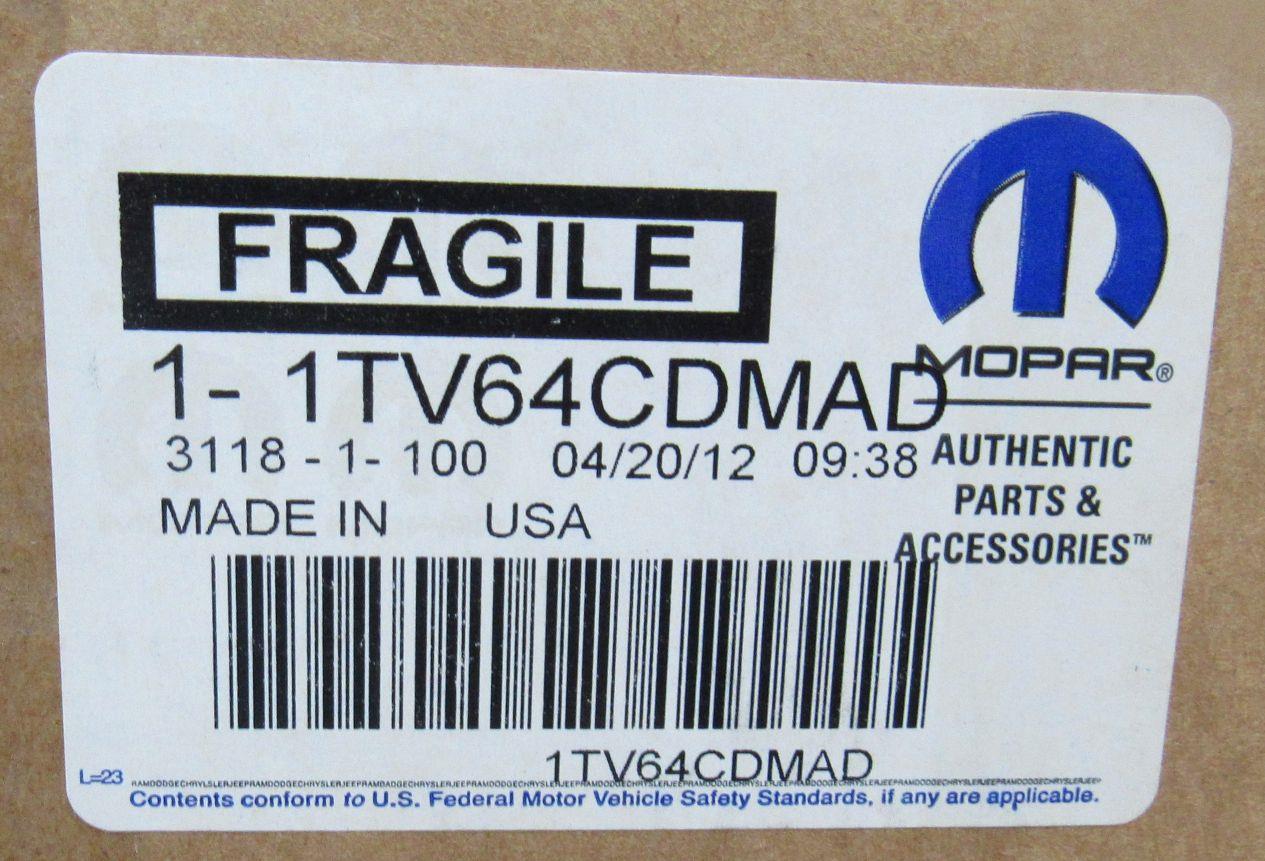 FRAGILE
1- 1TV64CDMAD
3118 - 1- 100 04/20/12 09:38
MADE IN USA
MOPAR®
AUTHENTIC
PARTS &
ACCESSORIES™
1TV64CDMAD
L=23
Contents conform to U.S. Federal Motor Vehicle Safety Standards, if any are applicable.